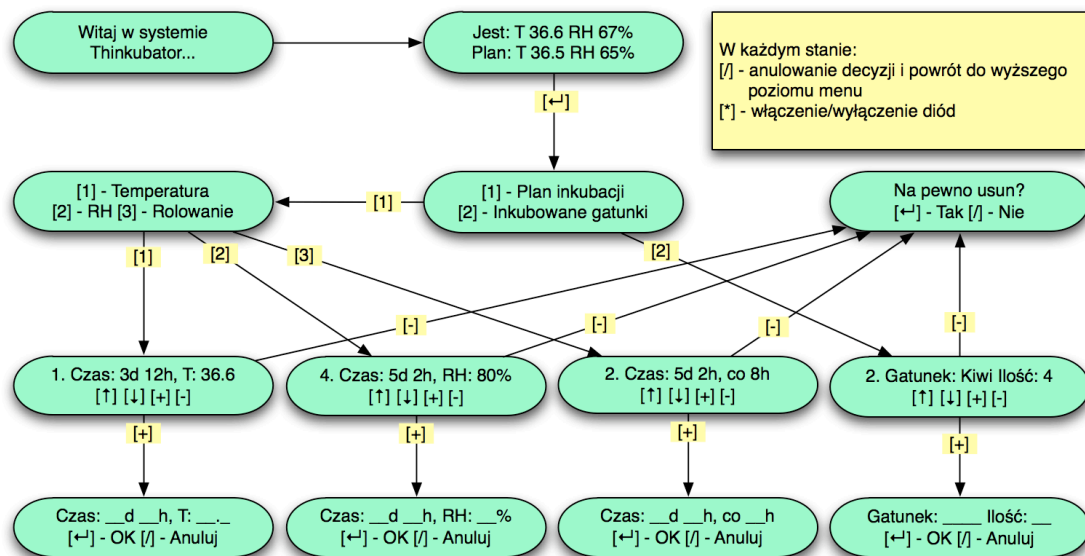 Witaj w systemie
Thinkubator...
Jest: T 36.6 RH 67%
Plan: T 36.5 RH 65%
W każdym stanie:
[/] - anulowanie decyzji i powrót do wyższego
poziomu menu
[*] - włączenie/wyłączenie diód
[↵]
[1] - Temperatura
[2] - RH [3] - Rolowanie
[1]
[1] - Plan inkubacji
[2] - Inkubowane gatunki
Na pewno usun?
[↵] - Tak [/] - Nie
[1]
[2]
[3]
[2]
[-]
[-]
[-]
[-]
1. Czas: 3d 12h, T: 36.6
[↑] [↓] [+] [-]
4. Czas: 5d 2h, RH: 80%
[↑] [↓] [+] [-]
2. Czas: 5d 2h, co 8h
[↑] [↓] [+] [-]
2. Gatunek: Kiwi Ilość: 4
[↑] [↓] [+] [-]
[+]
[+]
[+]
[+]
Czas: __d __h, T: __._
[↵] - OK [/] - Anuluj
Czas: __d __h, RH: __%
[↵] - OK [/] - Anuluj
Czas: __d __h, co __h
[↵] - OK [/] - Anuluj
Gatunek: ____ Ilość: __
[↵] - OK [/] - Anuluj